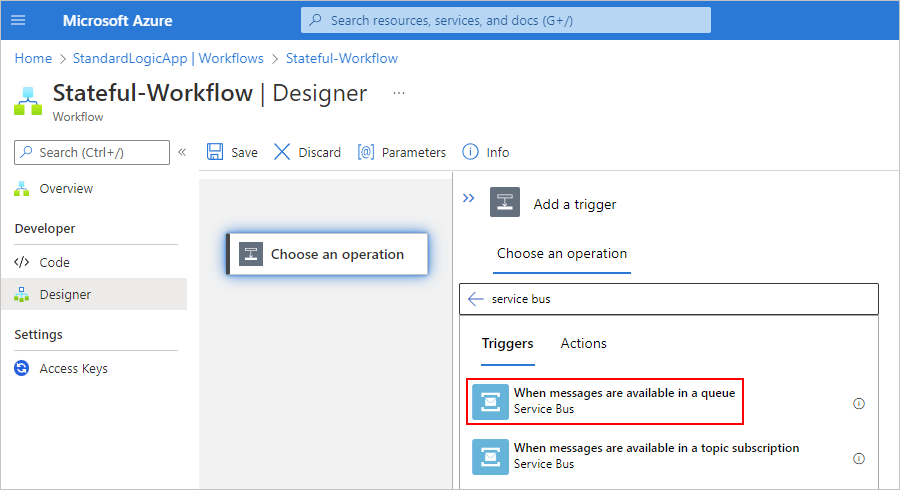 Microsoft Azure
Search resources, services, and docs (G+/)
Home > StandardLogicApp | Workflows > Stateful-Workflow
Stateful-Workflow | Designer ...
Workflow
Search (Ctrl+/) «
Save Discard [@] Parameters Info
Overview
Developer
</> Code
Designer
Settings
Access Keys
Choose an operation
» Add a trigger
Choose an operation
service bus
Triggers Actions
When messages are available in a queue
Service Bus
When messages are available in a topic subscription
Service Bus